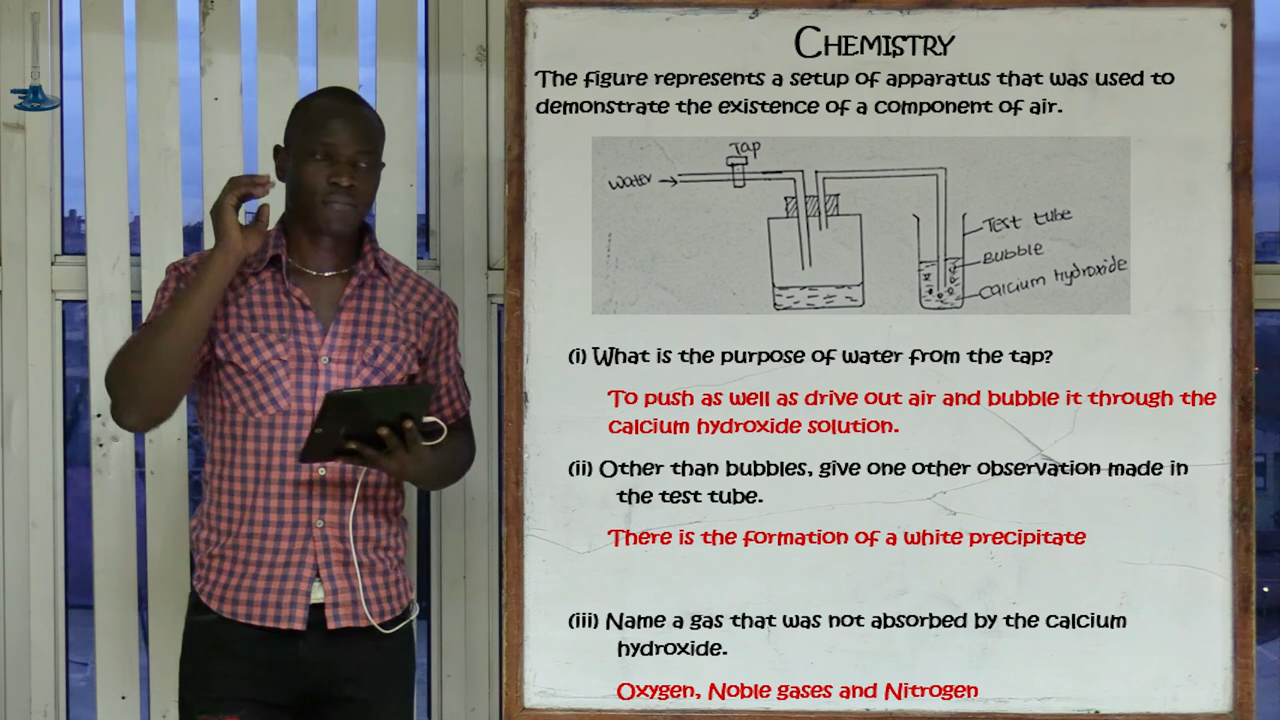 CHEMISTRY
The figure represents a setup of apparatus that was used to
demonstrate the existence of a component of air.
Tap
Water
Test tube
Bubble
Calcium hydroxide
(i) What is the purpose of water from the tap?
To push as well as drive out air and bubble it through the
calcium hydroxide solution.
(ii) Other than bubbles, give one other observation made in
the test tube.
There is the formation of a white precipitate
(iii) Name a gas that was not absorbed by the calcium
hydroxide.
Oxygen, Noble gases and Nitrogen